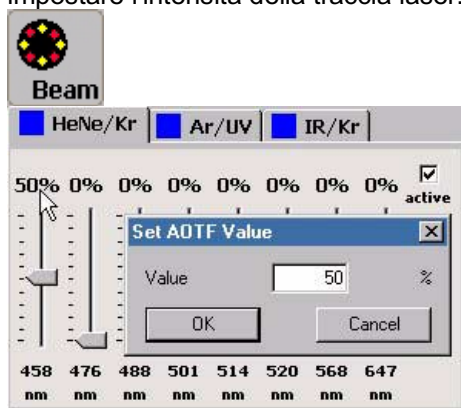 impostare l'intensità della traccia laser.
Beam
HeNe/Kr Ar/UV IR/Kr
50% 0% 0% 0% 0% 0% 0% 0% active
Set AOTF Value
Value 50 %
OK Cancel
458 476 488 501 514 520 568 647
nm nm nm nm nm nm nm nm